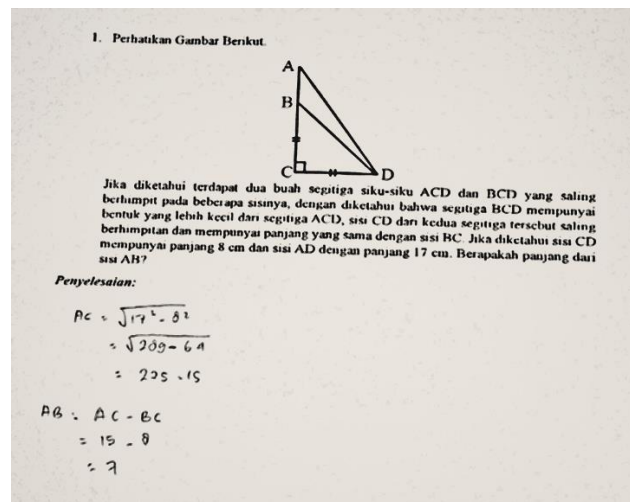 1. Perhatikan Gambar Berikut.
A
B
C
D
Jika diketahui terdapat dua buah segitiga siku-siku ACD dan BCD yang saling
berhimpit pada beberapa sisinya, dengan diketahui bahwa segitiga BCD mempunyai
bentuk yang lebih kecil dari segitiga ACD, sisi CD dari kedua segitiga tersebut saling
berhimpitan dan mempunyai panjang yang sama dengan sisi BC. Jika diketahui sisi CD
mempunyai panjang 8 cm dan sisi AD dengan panjang 17 cm. Berapakah panjang dari
sisi AB?
Penyelesaian:
AC = √17² - 8²
= √289 - 64
= 225 = 15
AB = AC - BC
= 15 - 8
= 7